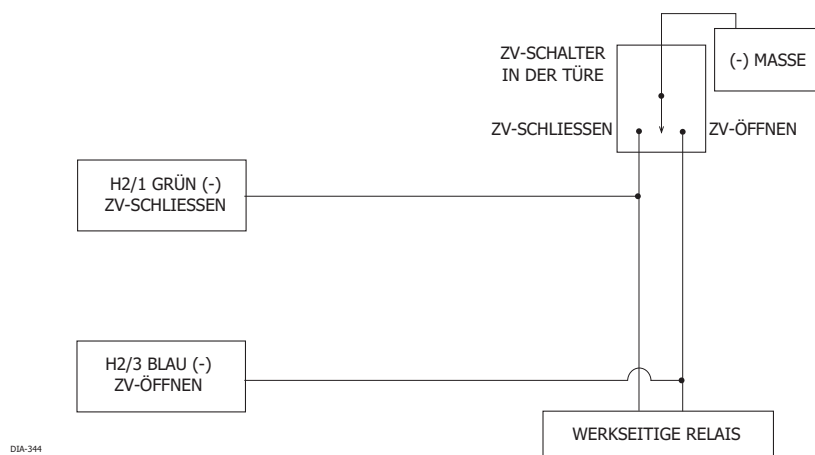 ZV-SCHALTER
IN DER TÜRE
(-) MASSE
ZV-SCHLIESSEN
ZV-ÖFFNEN
H2/1 GRÜN (-)
ZV-SCHLIESSEN
H2/3 BLAU (-)
ZV-ÖFFNEN
WERKSEITIGE RELAIS
DIA-344